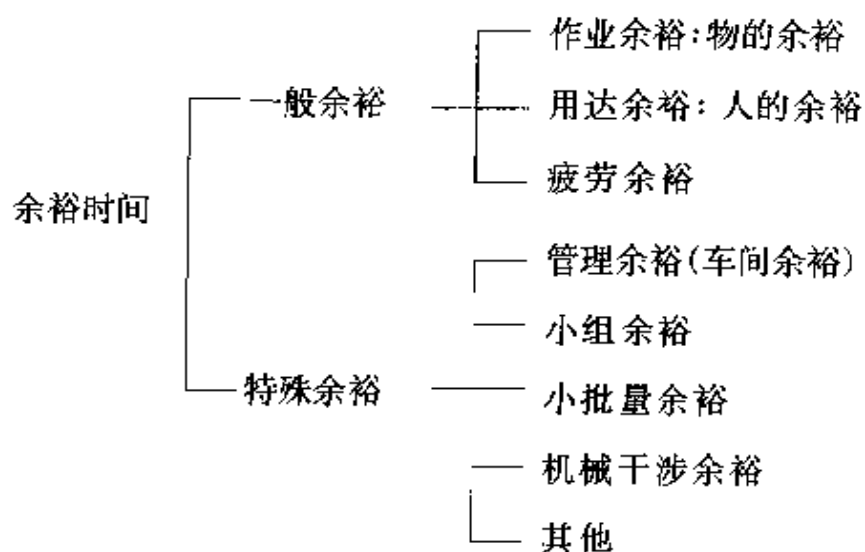 作业余裕:物的余裕
一般余裕
用达余裕:人的余裕
疲劳余裕
余裕时间
管理余裕(车间余裕)
小组余裕
特殊余裕
小批量余裕
机械干涉余裕
其他